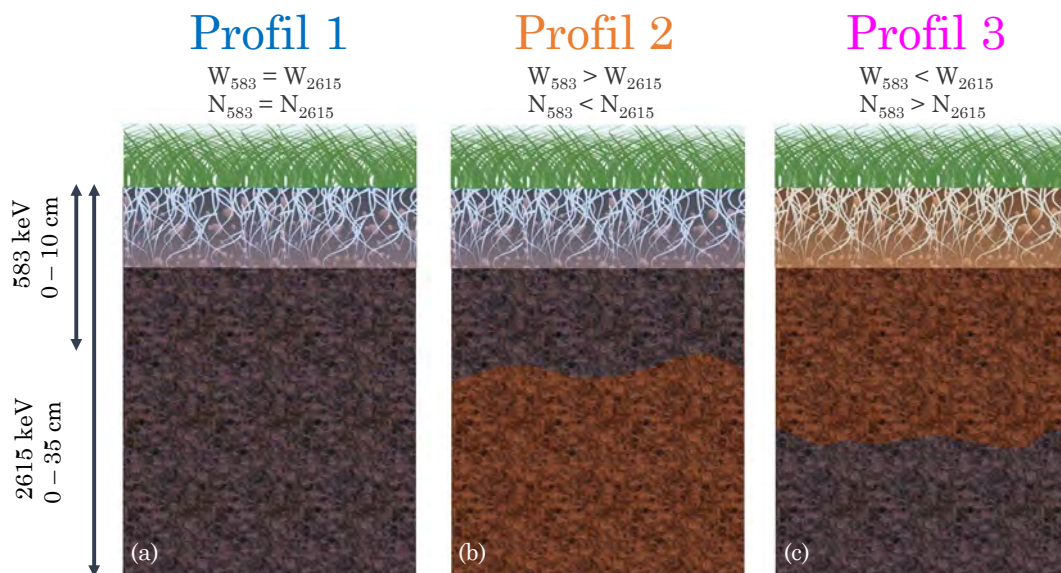 Profil 1
W₅₈₃ = W₂₆₁₅
N₅₈₃ = N₂₆₁₅
Profil 2
W₅₈₃ > W₂₆₁₅
N₅₈₃ < N₂₆₁₅
Profil 3
W₅₈₃ < W₂₆₁₅
N₅₈₃ > N₂₆₁₅
583 keV
0 – 10 cm
2615 keV
0 – 35 cm
(a)
(b)
(c)